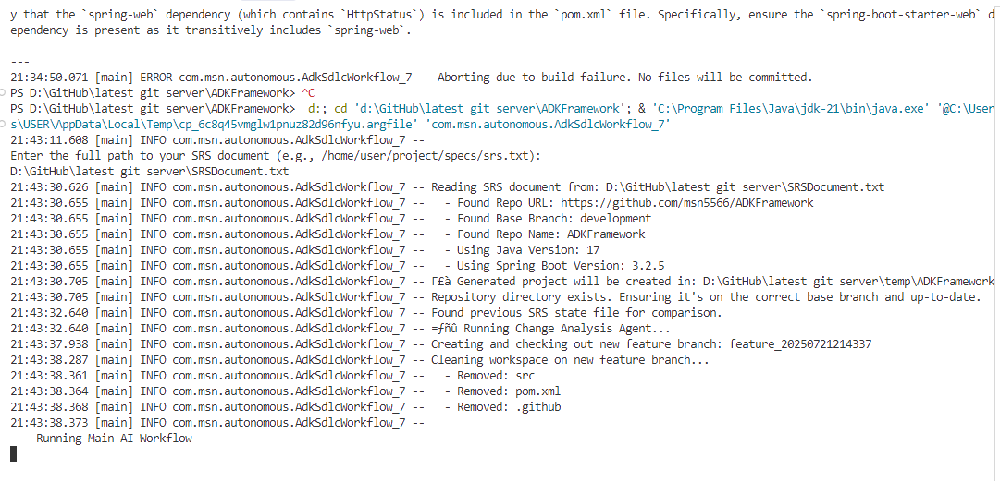 y that the `spring-web` dependency (which contains `HttpStatus`) is included in the `pom.xml` file. Specifically, ensure the `spring-boot-starter-web` d
ependency is present as it transitively includes `spring-web`.
---
21:34:50.071 [main] ERROR com.msn.autonomous.AdkSdlcWorkflow_7 -- Aborting due to build failure. No files will be committed.
PS D:\GitHub\latest git server\ADKFramework> ^C
PS D:\GitHub\latest git server\ADKFramework>  d:; cd 'd:\GitHub\latest git server\ADKFramework'; & 'C:\Program Files\Java\jdk-21\bin\java.exe' '@C:\User
s\USER\AppData\Local\Temp\cp_6c8q45vmglw1pnuz82d96nfyu.argfile' 'com.msn.autonomous.AdkSdlcWorkflow_7'
21:43:11.608 [main] INFO com.msn.autonomous.AdkSdlcWorkflow_7 --
Enter the full path to your SRS document (e.g., /home/user/project/specs/srs.txt):
D:\GitHub\latest git server\SRSDocument.txt
21:43:30.626 [main] INFO com.msn.autonomous.AdkSdlcWorkflow_7 -- Reading SRS document from: D:\GitHub\latest git server\SRSDocument.txt
21:43:30.655 [main] INFO com.msn.autonomous.AdkSdlcWorkflow_7 --   - Found Repo URL: https://github.com/msn5566/ADKFramework
21:43:30.655 [main] INFO com.msn.autonomous.AdkSdlcWorkflow_7 --   - Found Base Branch: development
21:43:30.655 [main] INFO com.msn.autonomous.AdkSdlcWorkflow_7 --   - Found Repo Name: ADKFramework
21:43:30.655 [main] INFO com.msn.autonomous.AdkSdlcWorkflow_7 --   - Using Java Version: 17
21:43:30.655 [main] INFO com.msn.autonomous.AdkSdlcWorkflow_7 --   - Using Spring Boot Version: 3.2.5
21:43:30.705 [main] INFO com.msn.autonomous.AdkSdlcWorkflow_7 -- Γ£à Generated project will be created in: D:\GitHub\latest git server\temp\ADKFramework
21:43:30.705 [main] INFO com.msn.autonomous.AdkSdlcWorkflow_7 -- Repository directory exists. Ensuring it's on the correct base branch and up-to-date.
21:43:32.640 [main] INFO com.msn.autonomous.AdkSdlcWorkflow_7 -- Found previous SRS state file for comparison.
21:43:32.640 [main] INFO com.msn.autonomous.AdkSdlcWorkflow_7 -- ≡ƒñû Running Change Analysis Agent...
21:43:37.938 [main] INFO com.msn.autonomous.AdkSdlcWorkflow_7 -- Creating and checking out new feature branch: feature_20250721214337
21:43:38.287 [main] INFO com.msn.autonomous.AdkSdlcWorkflow_7 -- Cleaning workspace on new feature branch...
21:43:38.361 [main] INFO com.msn.autonomous.AdkSdlcWorkflow_7 --   - Removed: src
21:43:38.364 [main] INFO com.msn.autonomous.AdkSdlcWorkflow_7 --   - Removed: pom.xml
21:43:38.368 [main] INFO com.msn.autonomous.AdkSdlcWorkflow_7 --   - Removed: .github
21:43:38.373 [main] INFO com.msn.autonomous.AdkSdlcWorkflow_7 --
--- Running Main AI Workflow ---